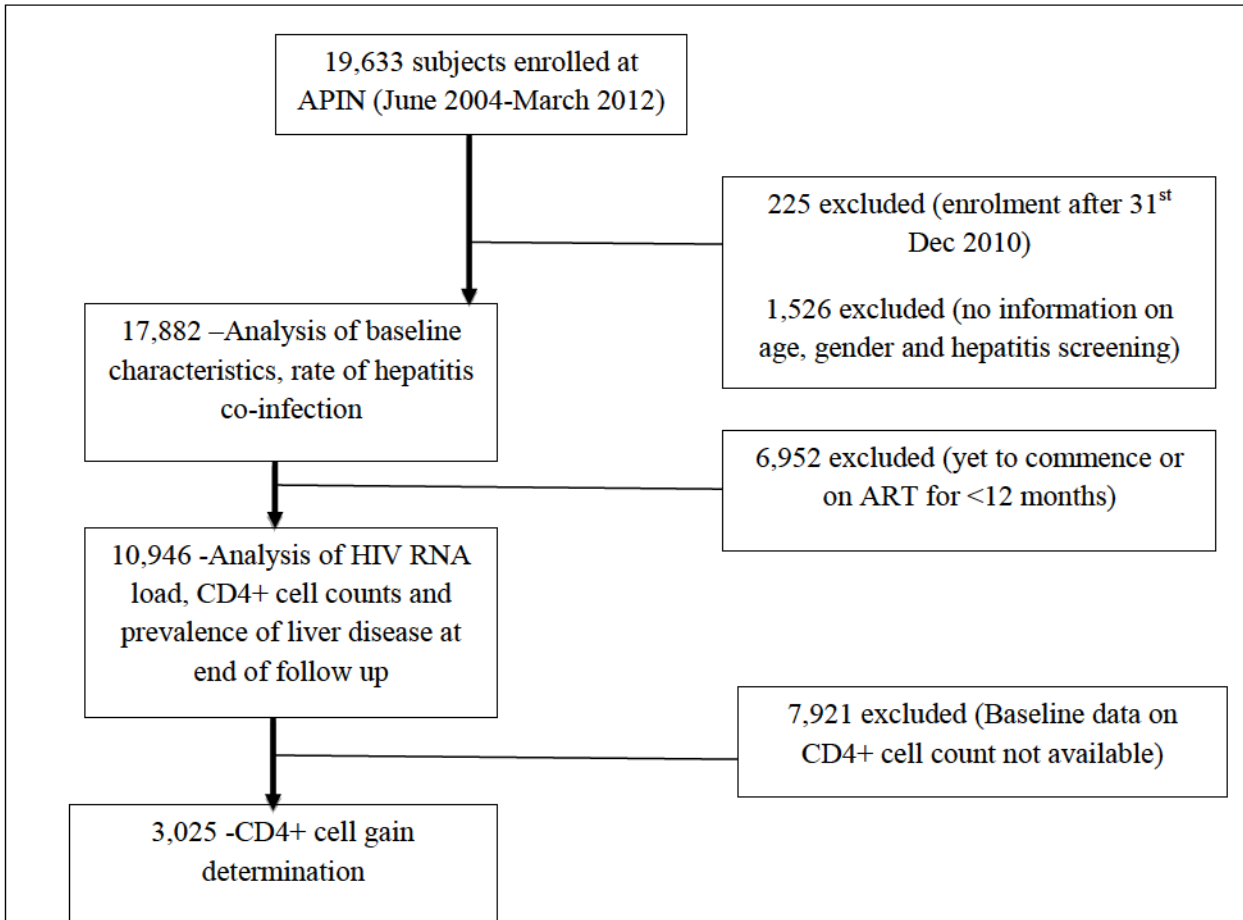 19,633 subjects enrolled at
APIN (June 2004-March 2012)
225 excluded (enrolment after 31st
Dec 2010)
1,526 excluded (no information on
age, gender and hepatitis screening)
17,882 –Analysis of baseline
characteristics, rate of hepatitis
co-infection
6,952 excluded (yet to commence or
on ART for <12 months)
10,946 -Analysis of HIV RNA
load, CD4+ cell counts and
prevalence of liver disease at
end of follow up
7,921 excluded (Baseline data on
CD4+ cell count not available)
3,025 -CD4+ cell gain
determination